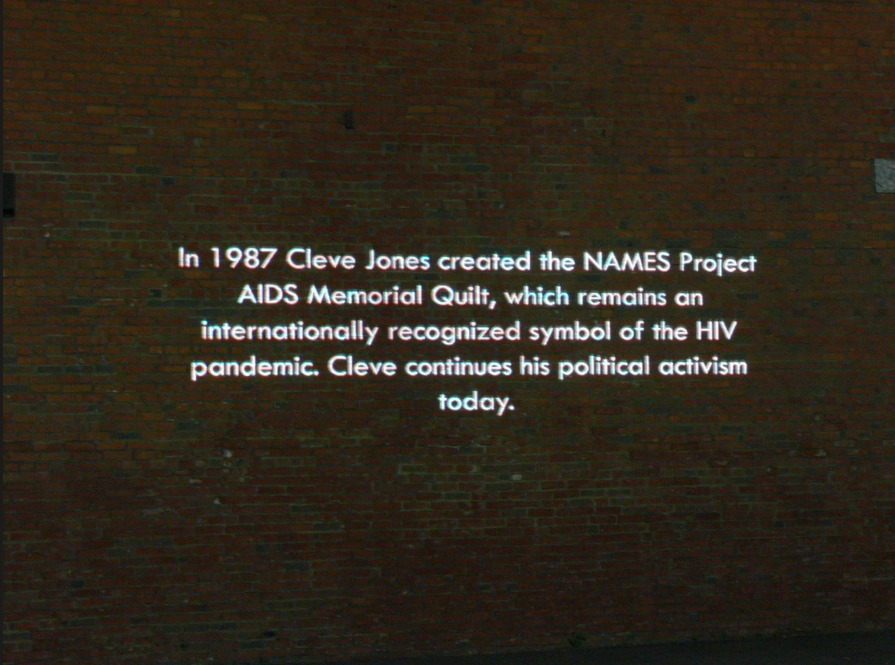 In 1987 Cleve Jones created the NAMES Project
AIDS Memorial Quilt, which remains an
internationally recognized symbol of the HIV
pandemic. Cleve continues his political activism
today.